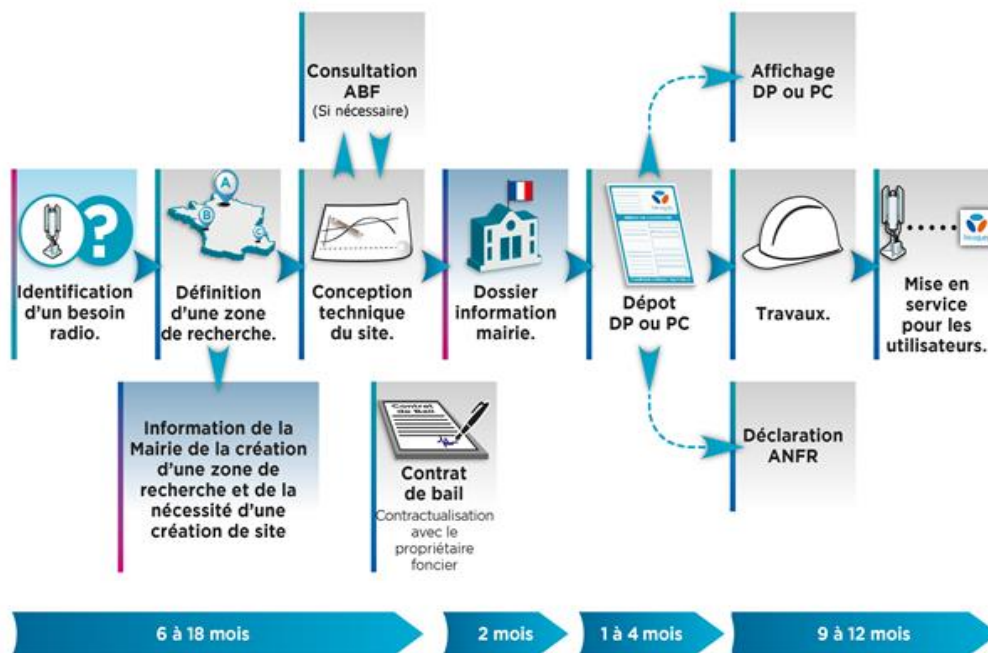 Consultation
ABF
(Si nécessaire)
Affichage
DP ou PC
A
B
C
Identification
d'un besoin
radio.
Définition
d'une zone
de recherche.
Conception
technique
du site.
Dossier
information
mairie.
Dépot
DP ou PC
Travaux.
Mise en
service
pour les
utilisateurs.
Information de la
Mairie de la création
d'une zone de
recherche et de la
nécessité d'une
création de site
Contrat
de Bail
Contrat
de bail
Contractualisation
avec le
propriétaire
foncier
Déclaration
ANFR
6 à 18 mois
2 mois
1 à 4 mois
9 à 12 mois